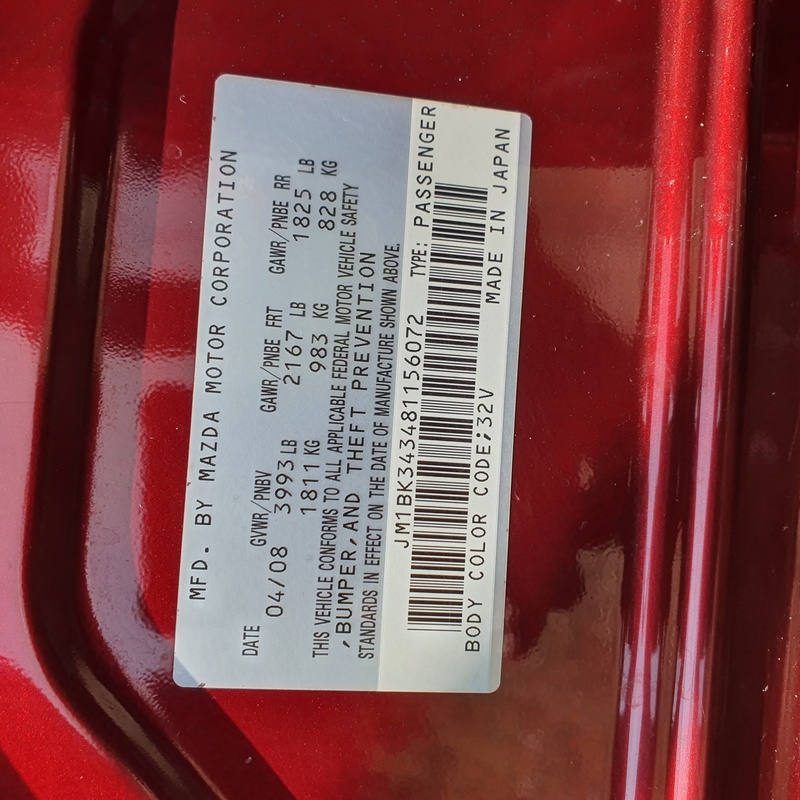 MFD. BY MAZDA MOTOR CORPORATION
DATE GVWR/PNBV GAWR/PNBE FRT GAWR/PNBE RR
04/08 3993 LB 2167 LB 1825 LB
1811 KG 983 KG 828 KG
THIS VEHICLE CONFORMS TO ALL APPLICABLE FEDERAL MOTOR VEHICLE SAFETY
,BUMPER,AND THEFT PREVENTION
STANDARDS IN EFFECT ON THE DATE OF MANUFACTURE SHOWN ABOVE.
JM1BK343481156072 TYPE: PASSENGER
BODY COLOR CODE;32V MADE IN JAPAN